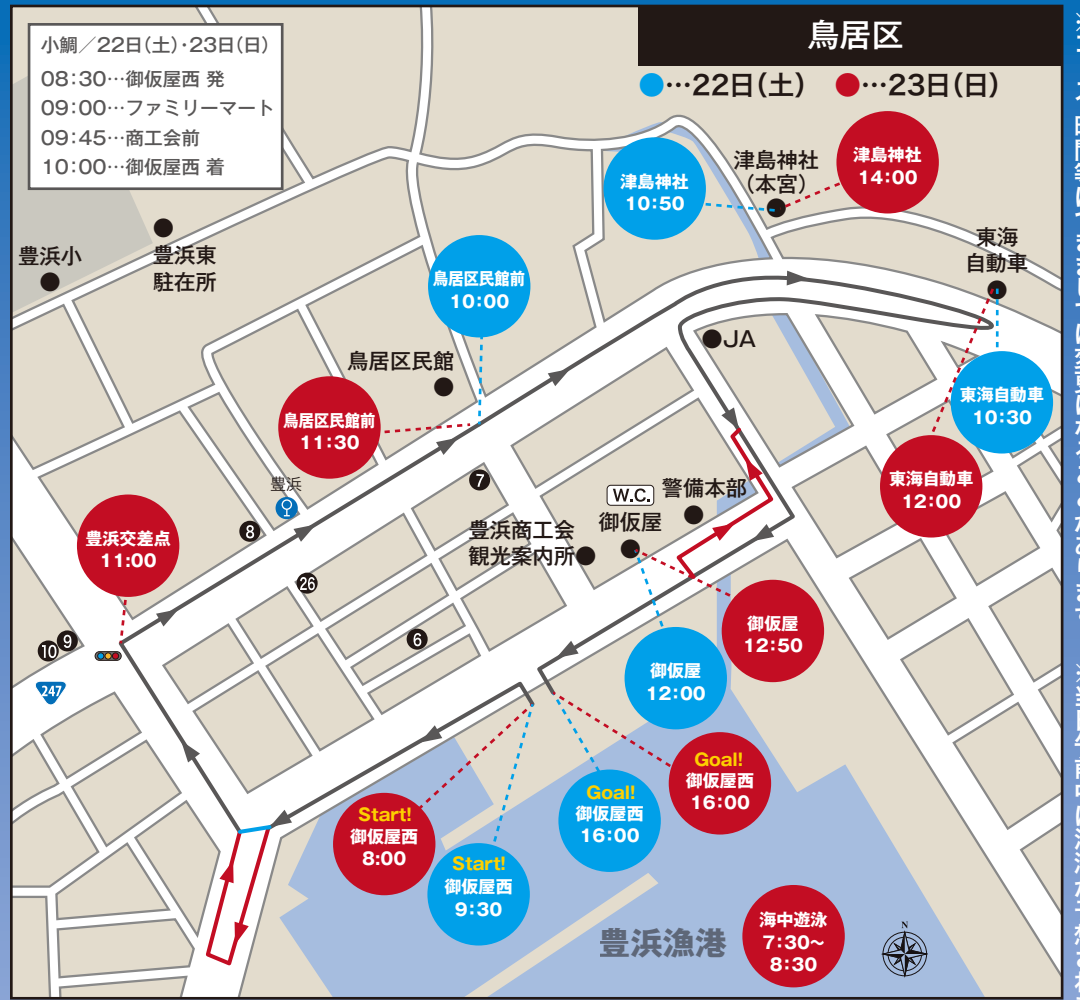 鳥居区
●…22日(土) ●…23日(日)
小鯛／22日(土)・23日(日)
08:30…御仮屋西 発
09:00…ファミリーマート
09:45…商工会前
10:00…御仮屋西 着
津島神社
10:50
津島神社
(本宮)
津島神社
14:00
豊浜小
豊浜東
駐在所
鳥居区民館前
10:00
東海
自動車
JA
鳥居区民館
鳥居区民館前
11:30
東海自動車
10:30
東海自動車
12:00
豊浜
7
8
W.C.
警備本部
御仮屋
豊浜商工会
観光案内所
豊浜交差点
11:00
26
6
9
10
247
御仮屋
12:50
御仮屋
12:00
Goal!
御仮屋西
16:00
Goal!
御仮屋西
16:00
Start!
御仮屋西
8:00
Start!
御仮屋西
9:30
豊浜漁港
海中遊泳
7:30〜
8:30
N